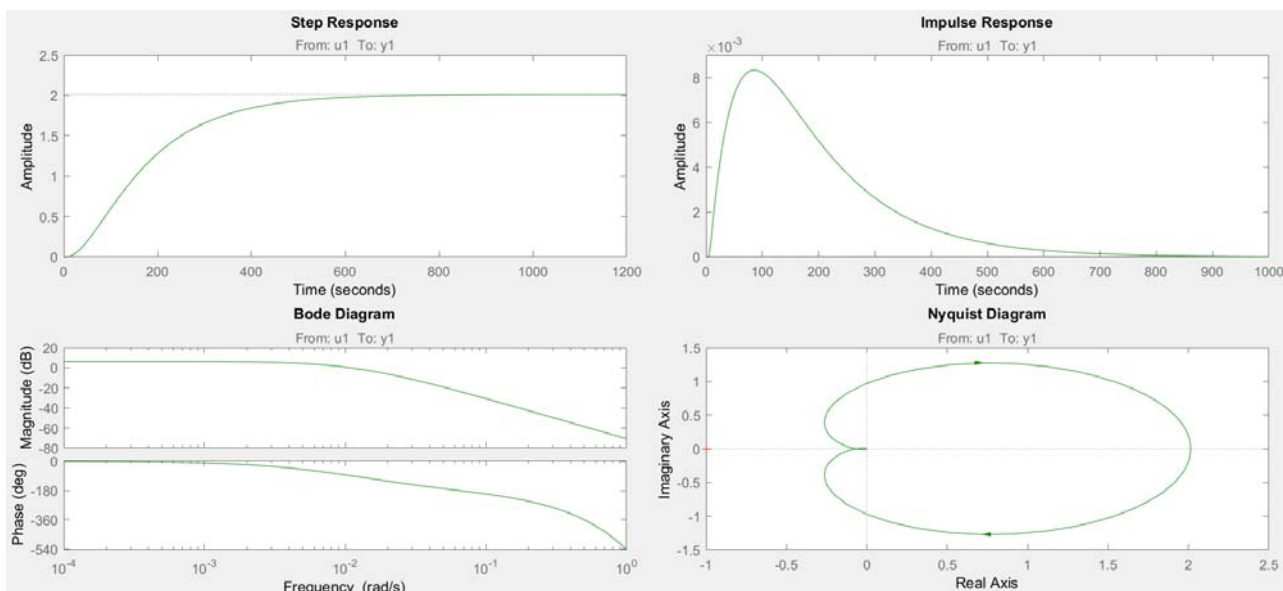 Step Response
From: u1 To: y1
Amplitude
2.5
2
1.5
1
0.5
0
0 200 400 600 800 1000 1200
Time (seconds)
Impulse Response
From: u1 To: y1
×10⁻³
Amplitude
8
6
4
2
0
0 100 200 300 400 500 600 700 800 900 1000
Time (seconds)
Bode Diagram
From: u1 To: y1
Magnitude (dB)
20
0
-20
-40
-60
-80
Phase (deg)
0
-180
-360
-540
10⁻⁴ 10⁻³ 10⁻² 10⁻¹ 10⁰
Frequency (rad/s)
Nyquist Diagram
From: u1 To: y1
Imaginary Axis
1.5
1
0.5
0
-0.5
-1
-1.5
-1 -0.5 0 0.5 1 1.5 2 2.5
Real Axis